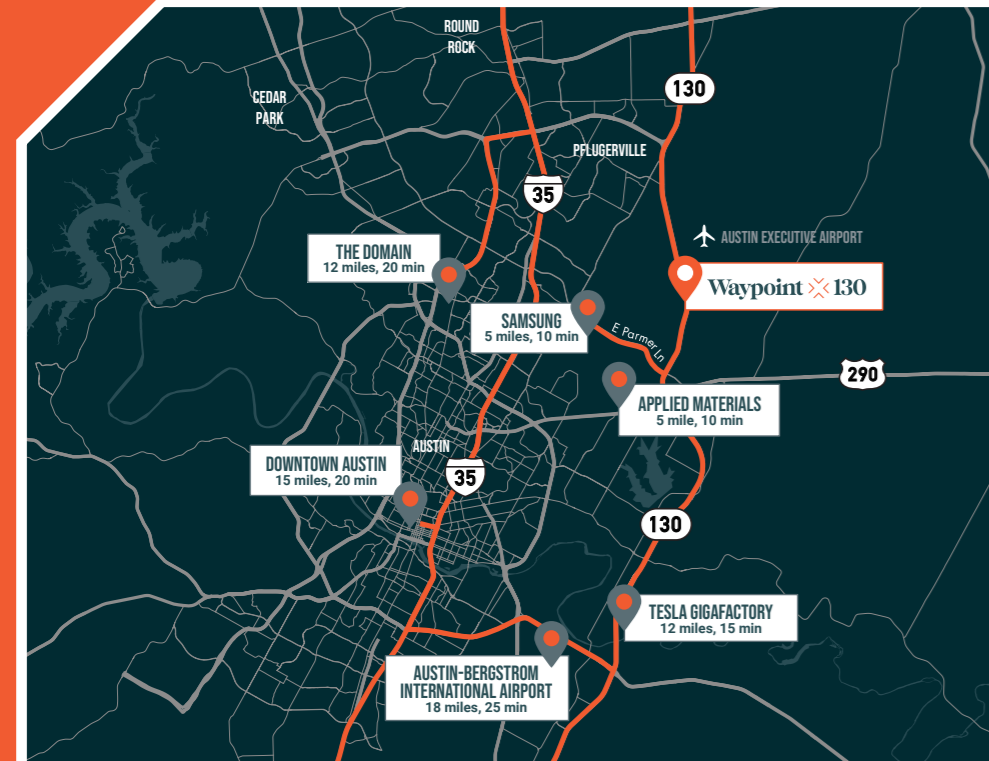 ROUND
ROCK
130
CEDAR
PARK
PFLUGERVILLE
35
AUSTIN EXECUTIVE AIRPORT
THE DOMAIN
12 miles, 20 min
Waypoint 130
SAMSUNG
5 miles, 10 min
E Parmer Ln
290
APPLIED MATERIALS
5 mile, 10 min
AUSTIN
DOWNTOWN AUSTIN
15 miles, 20 min
35
130
TESLA GIGAFACTORY
12 miles, 15 min
AUSTIN-BERGSTROM
INTERNATIONAL AIRPORT
18 miles, 25 min